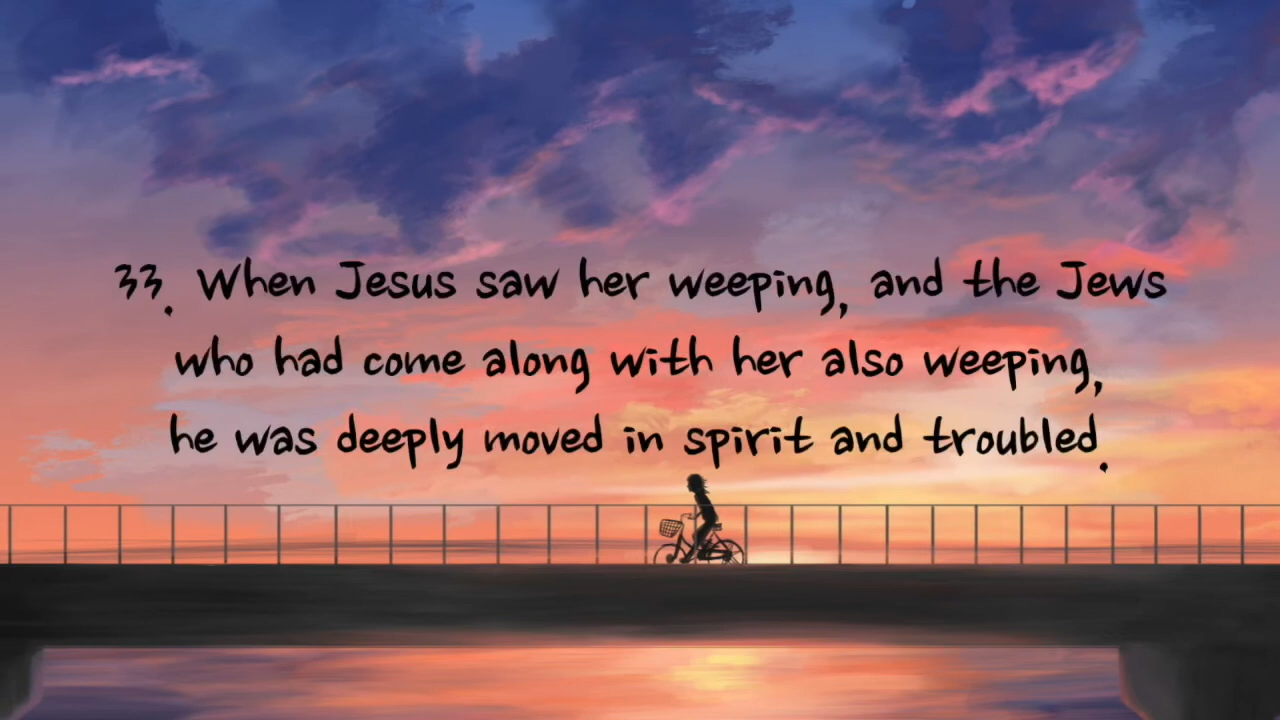 33. When Jesus saw her weeping, and the Jews
who had come along with her also weeping,
he was deeply moved in spirit and troubled.